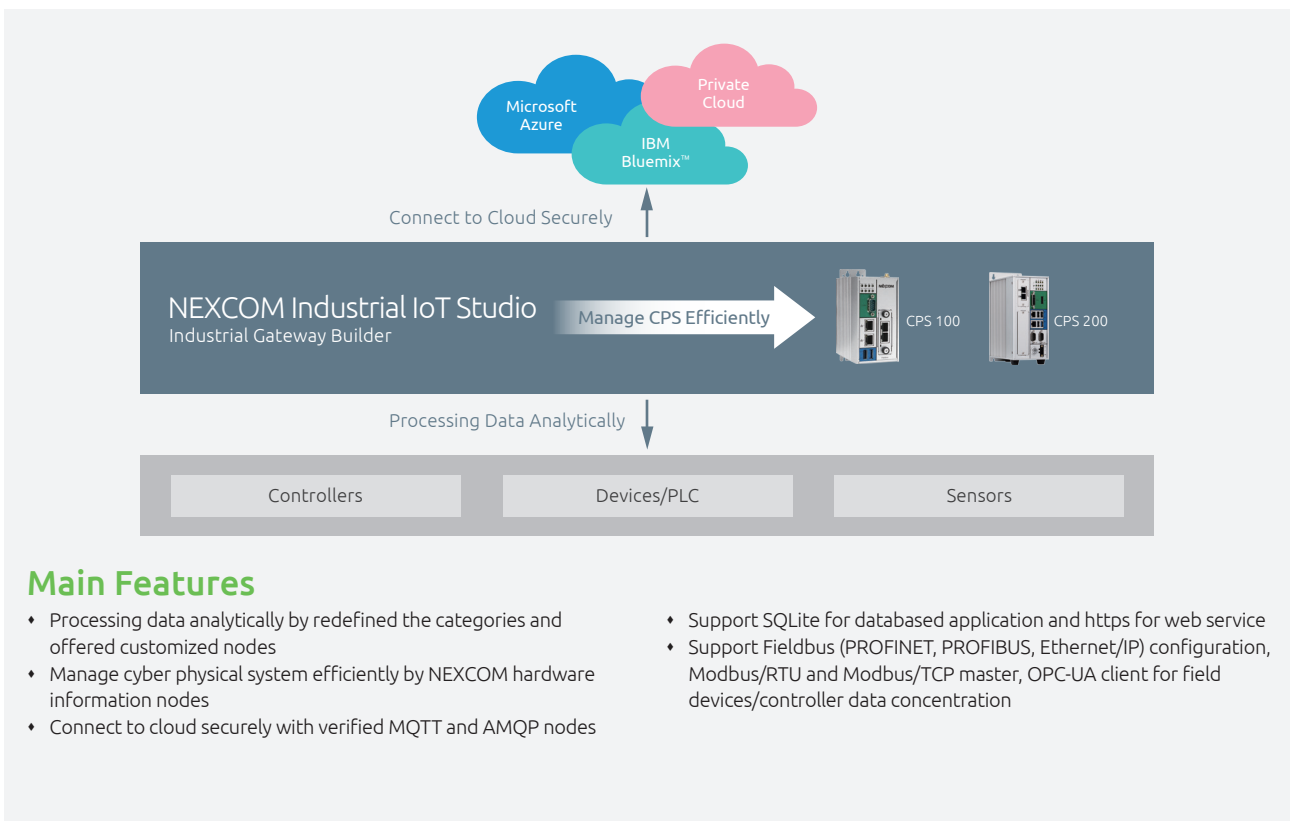 Private
Cloud
Microsoft
Azure
IBM
Bluemix™
Connect to Cloud Securely
NEXCOM Industrial IoT Studio
Industrial Gateway Builder
Manage CPS Efficiently
NEXCOM
CPS 100
CPS 200
Processing Data Analytically
Controllers
Devices/PLC
Sensors
Main Features
• Processing data analytically by redefined the categories and
offered customized nodes
• Manage cyber physical system efficiently by NEXCOM hardware
information nodes
• Connect to cloud securely with verified MQTT and AMQP nodes
• Support SQLite for databased application and https for web service
• Support Fieldbus (PROFINET, PROFIBUS, Ethernet/IP) configuration,
Modbus/RTU and Modbus/TCP master, OPC-UA client for field
devices/controller data concentration